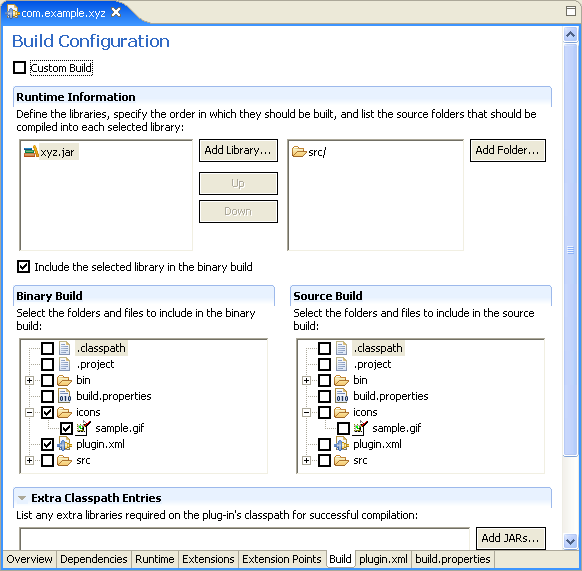 com.example.xyz
Build Configuration
Custom Build
Runtime Information
Define the libraries, specify the order in which they should be built, and list the source folders that should be
compiled into each selected library:
xyz.jar
Add Library...
Up
Down
src/
Add Folder...
Include the selected library in the binary build
Binary Build
Select the folders and files to include in the binary
build:
.classpath
.project
bin
build.properties
icons
sample.gif
plugin.xml
src
Source Build
Select the folders and files to include in the source
build:
.classpath
.project
bin
build.properties
icons
sample.gif
plugin.xml
src
Extra Classpath Entries
List any extra libraries required on the plug-in's classpath for successful compilation:
Add JARs...
Overview Dependencies Runtime Extensions Extension Points Build plugin.xml build.properties